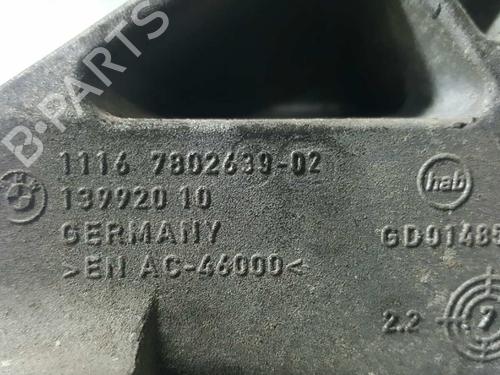 B-PARTS
1116 7802639-02
hab
139920 10
GERMANY
GD01485
>EN AC-46000<
2.2